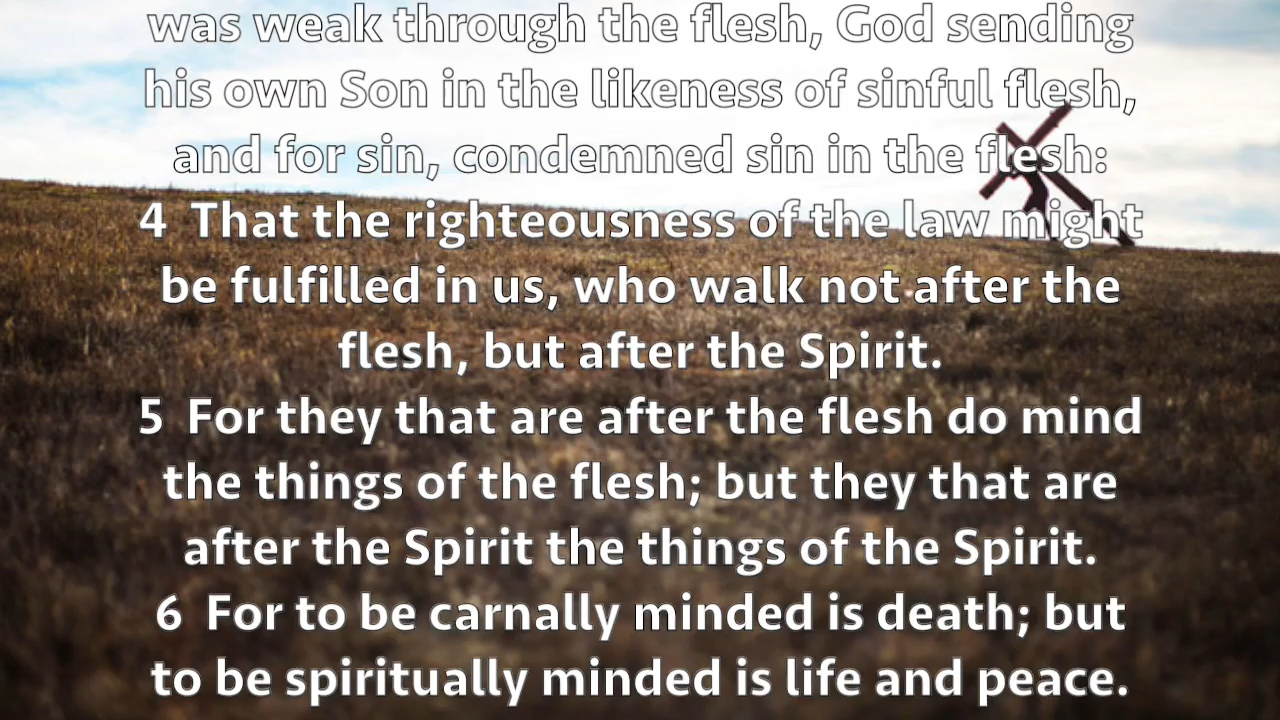 was weak through the flesh, God sending
his own Son in the likeness of sinful flesh,
and for sin, condemned sin in the flesh:
4 That the righteousness of the law might
be fulfilled in us, who walk not after the
flesh, but after the Spirit.
5 For they that are after the flesh do mind
the things of the flesh; but they that are
after the Spirit the things of the Spirit.
6 For to be carnally minded is death; but
to be spiritually minded is life and peace.